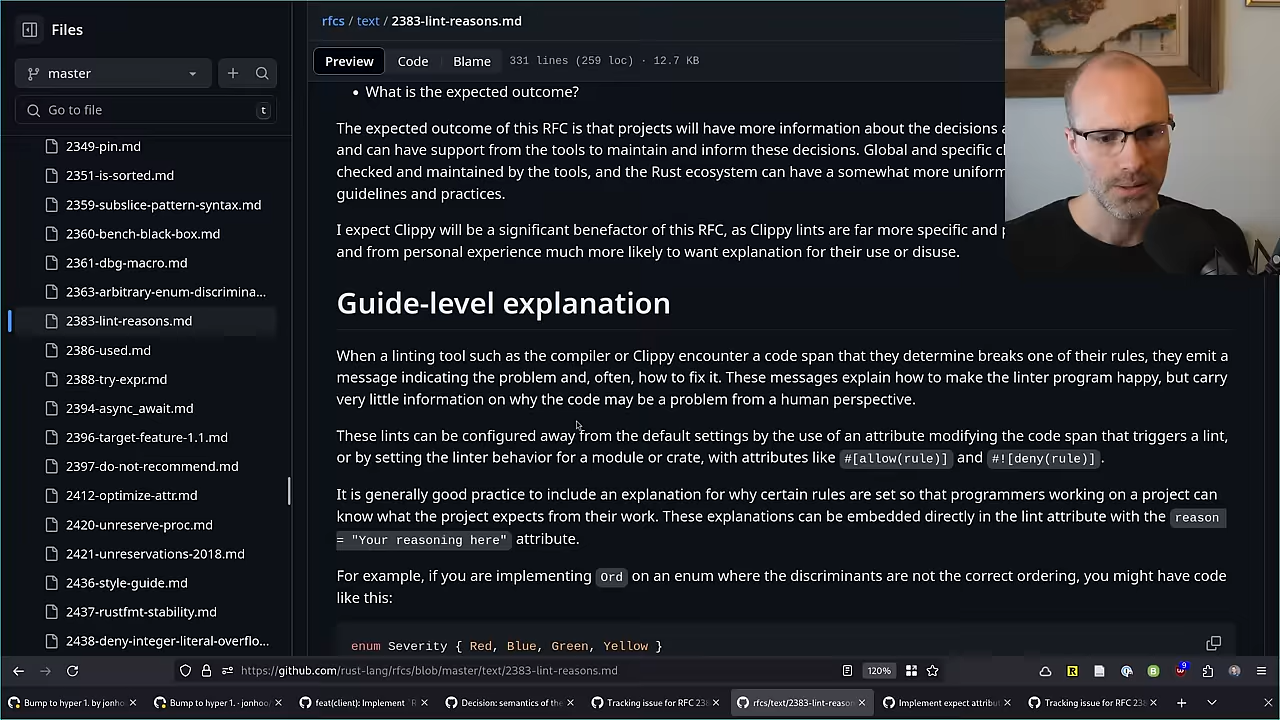 Files
rfcs / text / 2383-lint-reasons.md
master
Preview Code Blame 331 lines (259 loc) · 12.7 KB
Go to file t
2349-pin.md
2351-is-sorted.md
2359-subslice-pattern-syntax.md
2360-bench-black-box.md
2361-dbg-macro.md
2363-arbitrary-enum-discrimina...
2383-lint-reasons.md
2386-used.md
2388-try-expr.md
2394-async_await.md
2396-target-feature-1.1.md
2397-do-not-recommend.md
2412-optimize-attr.md
2420-unreserve-proc.md
2421-unreservations-2018.md
2436-style-guide.md
2437-rustfmt-stability.md
2438-deny-integer-literal-overflo...
• What is the expected outcome?
The expected outcome of this RFC is that projects will have more information about the decisions
and can have support from the tools to maintain and inform these decisions. Global and specific
checked and maintained by the tools, and the Rust ecosystem can have a somewhat more uniform
guidelines and practices.
I expect Clippy will be a significant benefactor of this RFC, as Clippy lints are far more specific and
and from personal experience much more likely to want explanation for their use or disuse.
Guide-level explanation
When a linting tool such as the compiler or Clippy encounter a code span that they determine breaks one of their rules, they emit a
message indicating the problem and, often, how to fix it. These messages explain how to make the linter program happy, but carry
very little information on why the code may be a problem from a human perspective.
These lints can be configured away from the default settings by the use of an attribute modifying the code span that triggers a lint,
or by setting the linter behavior for a module or crate, with attributes like #[allow(rule)] and #![deny(rule)].
It is generally good practice to include an explanation for why certain rules are set so that programmers working on a project can
know what the project expects from their work. These explanations can be embedded directly in the lint attribute with the reason
= "Your reasoning here" attribute.
For example, if you are implementing Ord on an enum where the discriminants are not the correct ordering, you might have code
like this:
enum Severity { Red, Blue, Green, Yellow }
https://github.com/rust-lang/rfcs/blob/master/text/2383-lint-reasons.md 120% 9
Bump to hyper 1. by jonho
Bump to hyper 1. · jonhoo
feat(client): Implement `R
Decision: semantics of the
Tracking issue for RFC 23
rfcs/text/2383-lint-reason
Implement expect attribut
Tracking issue for RFC 23